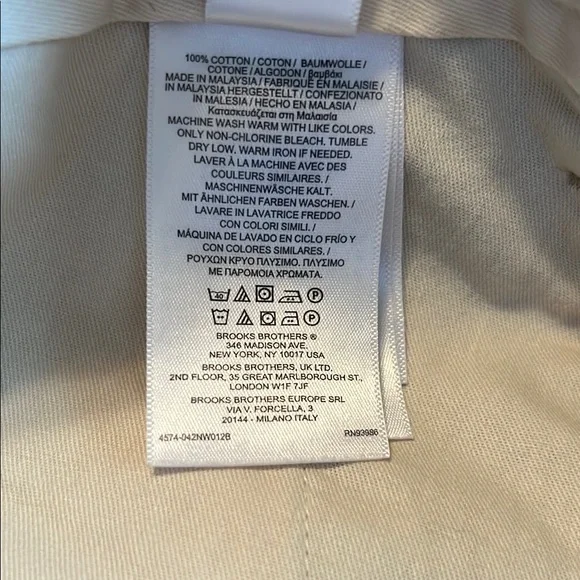 100% COTTON / COTON / BAUMWOLLE /
COTONE / ALGODON / βαμβάκι
MADE IN MALAYSIA / FABRIQUÉ EN MALAISIE /
IN MALAYSIA HERGESTELLT / CONFEZIONATO
IN MALESIA / HECHO EN MALASIA /
Κατασκευάζεται στη Μαλαισία
MACHINE WASH WARM WITH LIKE COLORS.
ONLY NON-CHLORINE BLEACH. TUMBLE
DRY LOW. WARM IRON IF NEEDED.
LAVER À LA MACHINE AVEC DES
COULEURS SIMILAIRES. /
MASCHINENWÄSCHE KALT.
MIT ÄHNLICHEN FARBEN WASCHEN. /
LAVARE IN LAVATRICE FREDDO
CON COLORI SIMILI. /
MÁQUINA DE LAVADO EN CICLO FRÍO Y
CON COLORES SIMILARES. /
ΡΟΥΧΩΝ ΚΡΥΟ ΠΛΥΣΙΜΟ. ΠΛΥΣΙΜΟ
ΜΕ ΠΑΡΟΜΟΙΑ ΧΡΩΜΑΤΑ.
40 P
P
BROOKS BROTHERS ®
346 MADISON AVE.
NEW YORK, NY 10017 USA
BROOKS BROTHERS, UK LTD.
2ND FLOOR, 35 GREAT MARLBOROUGH ST.,
LONDON W1F 7JF
BROOKS BROTHERS EUROPE SRL
VIA V. FORCELLA, 3
20144 - MILANO ITALY
4574-042NW012B RN93986